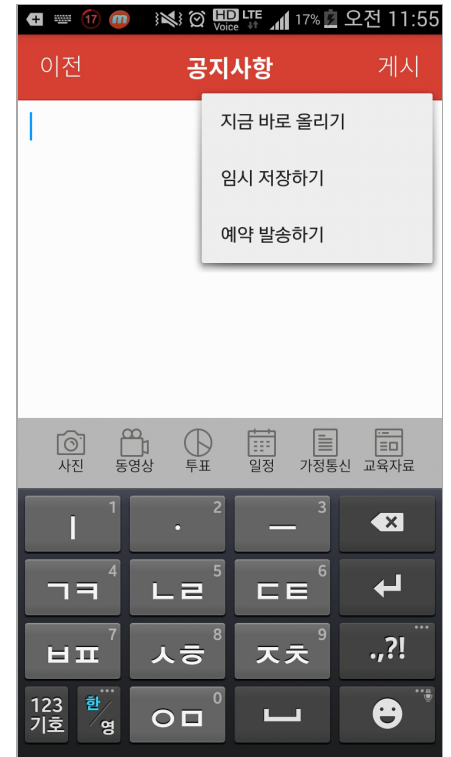 17 m HD Voice LTE 17% 오전 11:55
이전 공지사항 게시
지금 바로 올리기
임시 저장하기
예약 발송하기
사진 동영상 투표 일정 가정통신 교육자료
ㅣ 1 · 2 ㅡ 3
ㄱㅋ 4 ㄴㄹ 5 ㄷㅌ 6
ㅂㅍ 7 ㅅㅎ 8 ㅈㅊ 9 .,?!
123 기호 한/영 ㅇㅁ 0